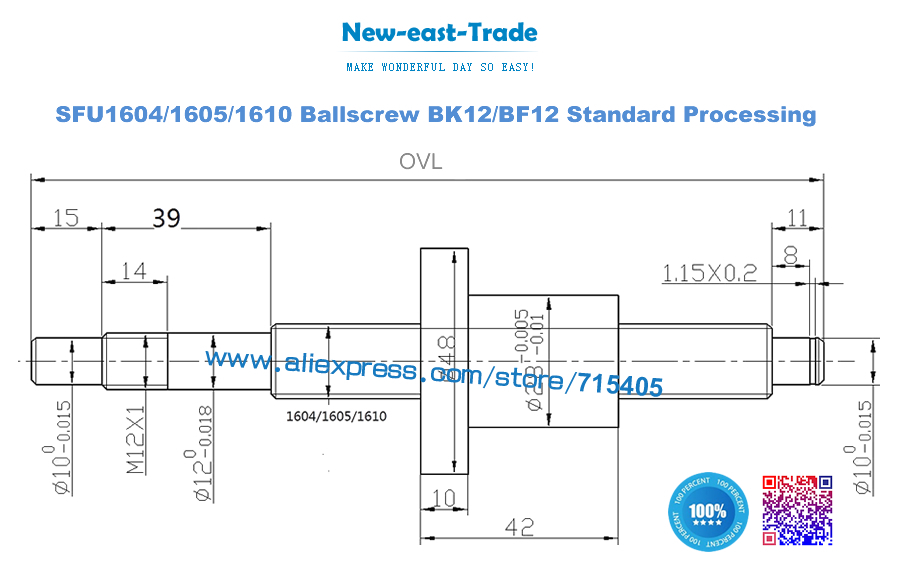 New-east-Trade
MAKE WONDERFUL DAY SO EASY!
SFU1604/1605/1610 Ballscrew BK12/BF12 Standard Processing
OVL
15
39
11
14
8
1.15X0.2
www.aliexpress.com/store/715405
1604/1605/1610
ø48
ø28 -0.005 -0.01
ø10 0 -0.015
M12X1
ø12 0 -0.018
ø10 0 -0.015
10
42
100 PERCENT 100 PERCENT 100 PERCENT 100 PERCENT
100%